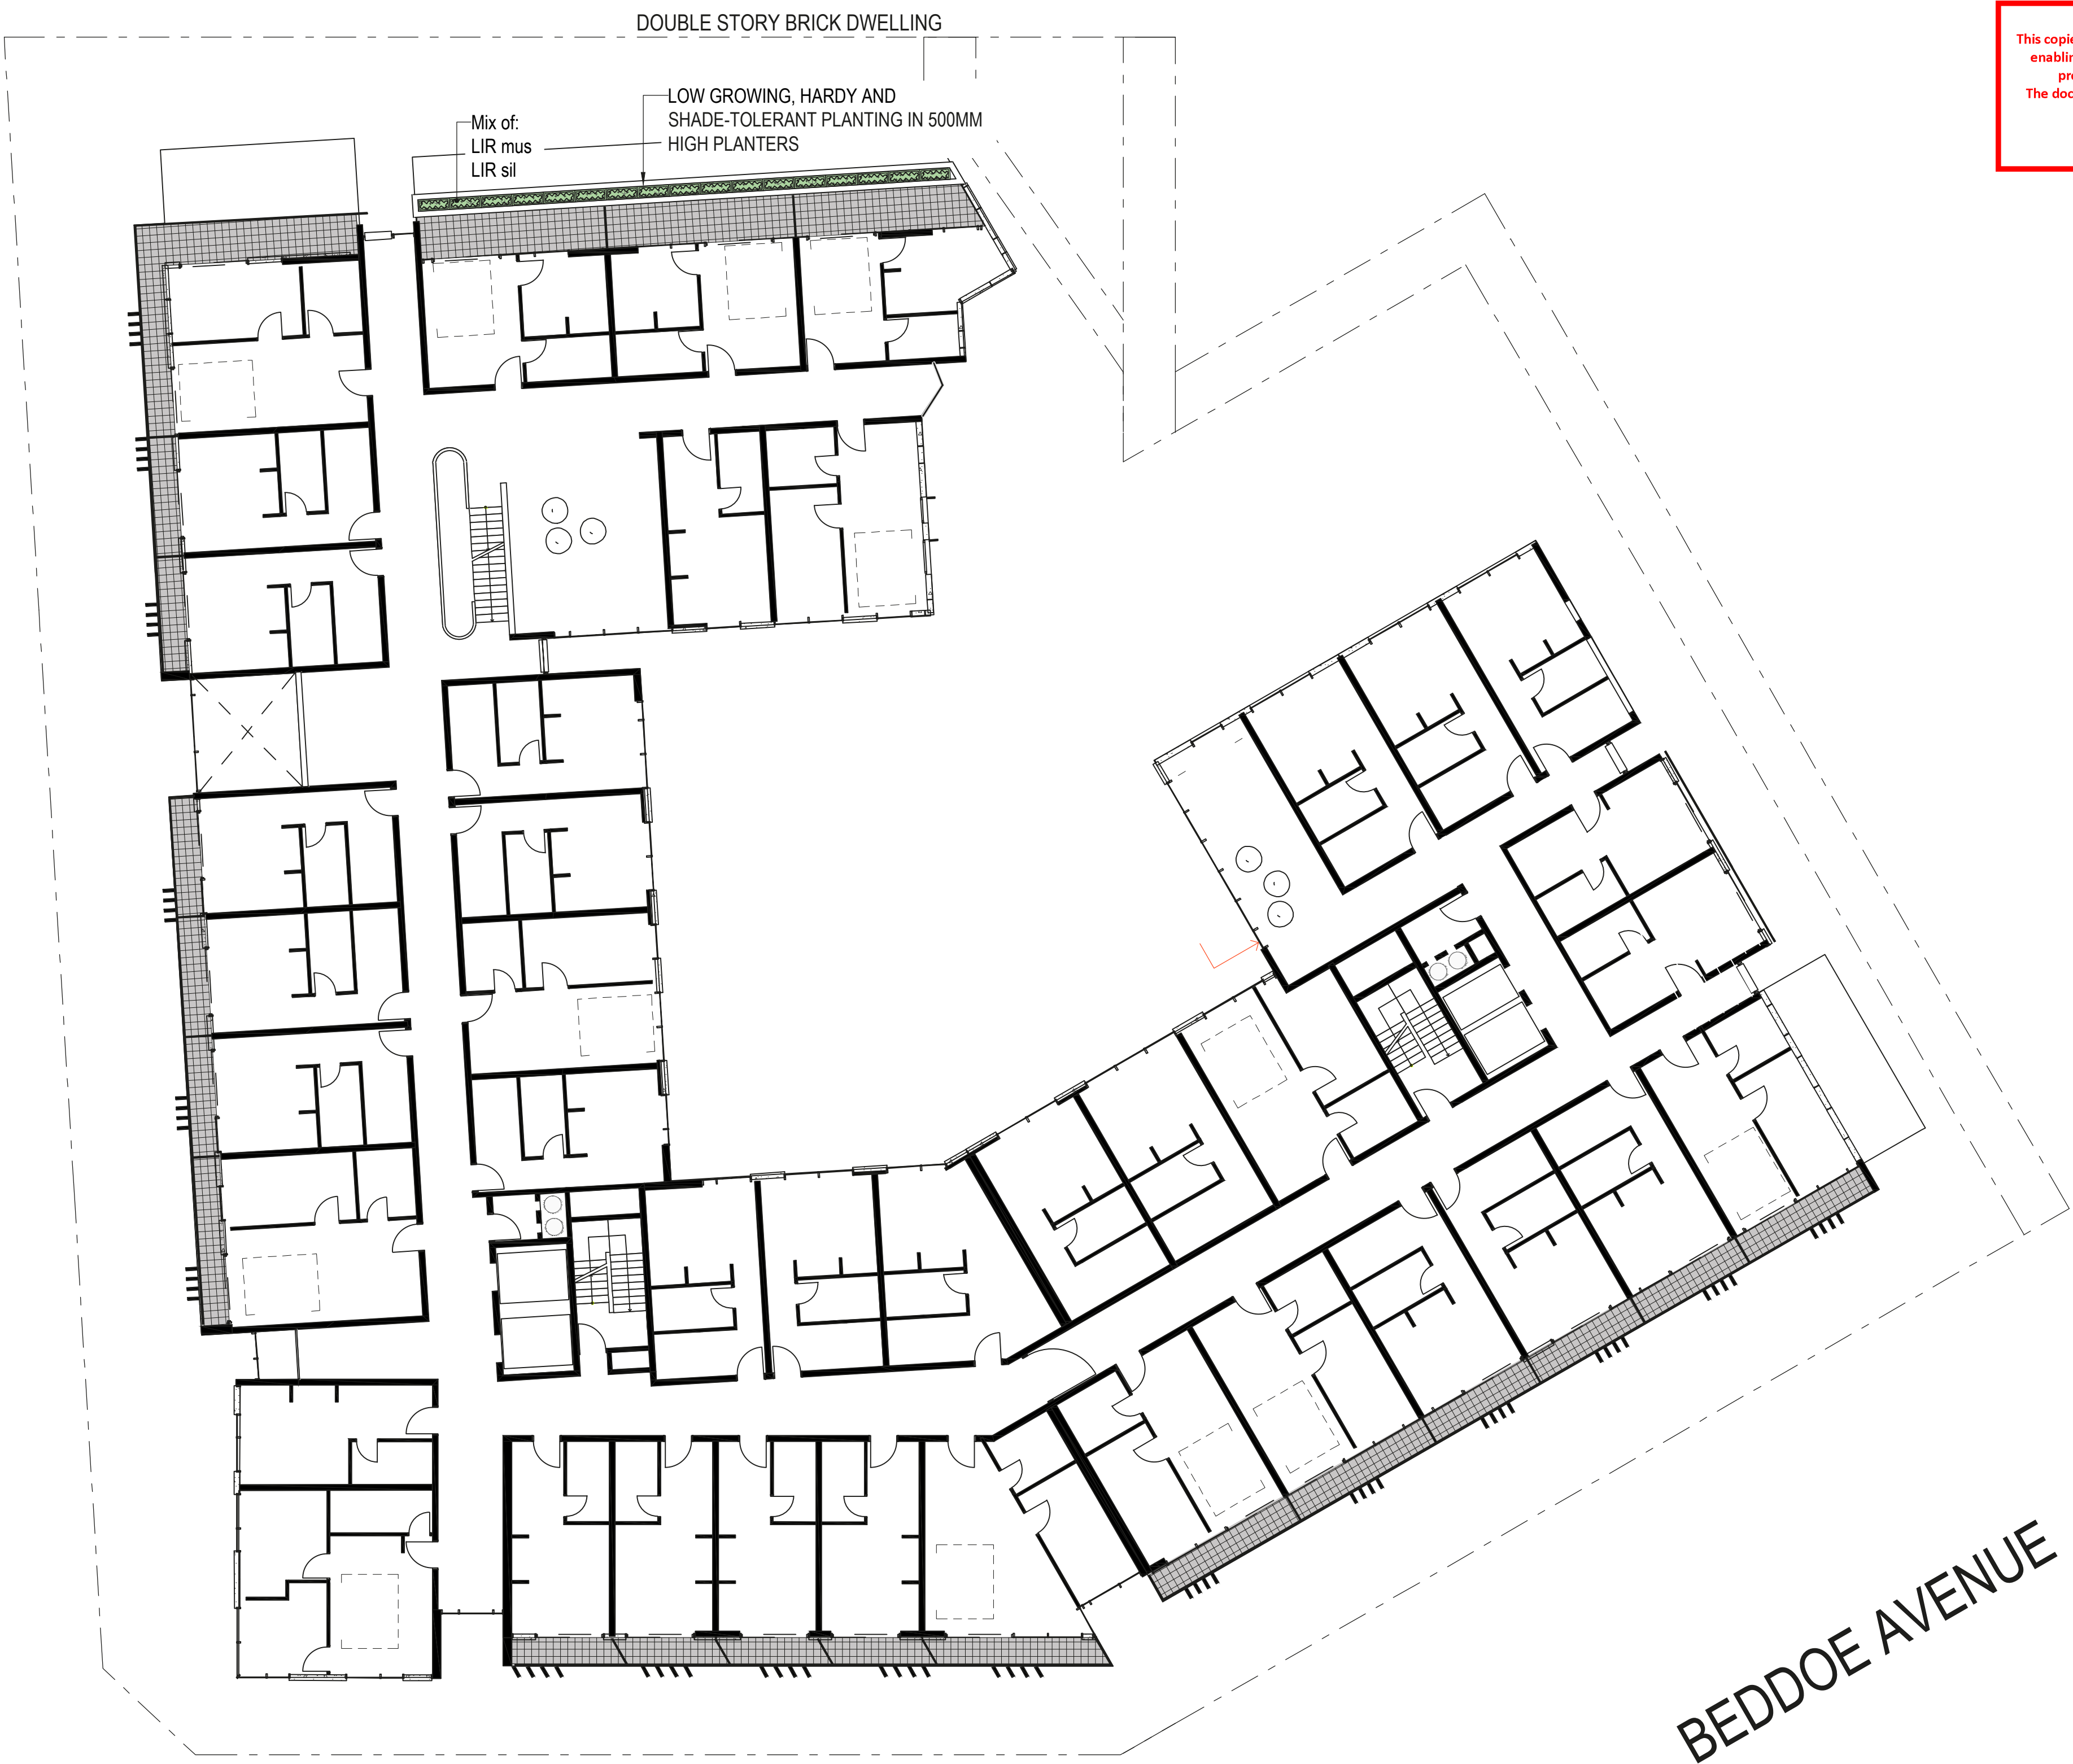 DOUBLE STORY BRICK DWELLING
This copie
enablin
pro
The doc
LOW GROWING, HARDY AND
SHADE-TOLERANT PLANTING IN 500MM
HIGH PLANTERS
Mix of:
LIR mus
LIR sil
BEDDOE AVENUE